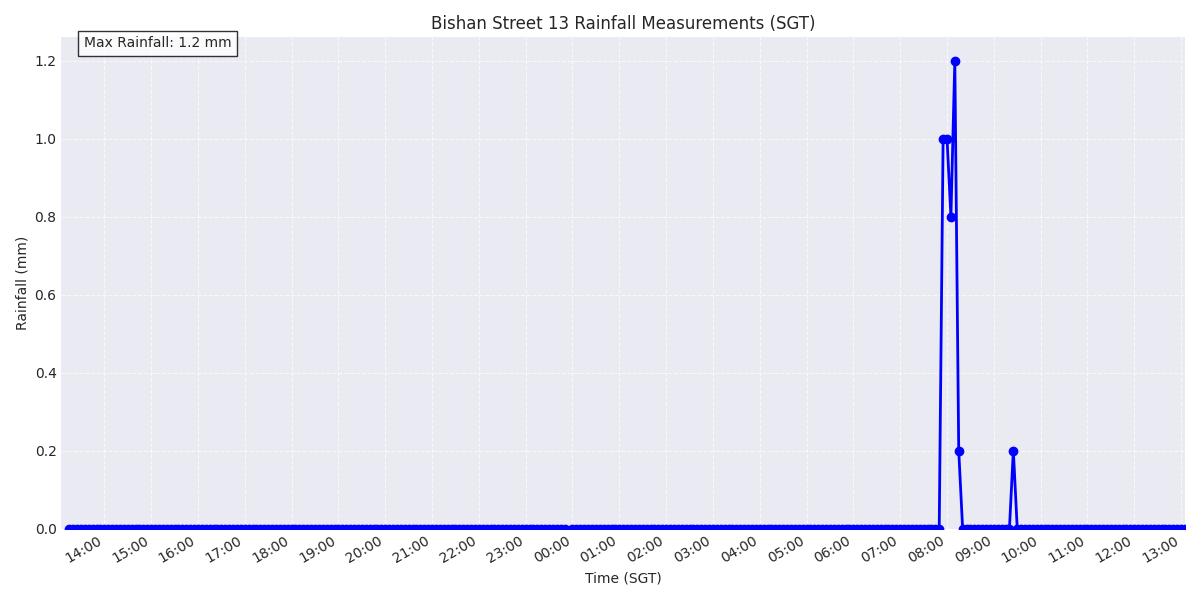 Bishan Street 13 Rainfall Measurements (SGT)
Max Rainfall: 1.2 mm
1.2
1.0
0.8
0.6
0.4
0.2
0.0
Rainfall (mm)
14:00 15:00 16:00 17:00 18:00 19:00 20:00 21:00 22:00 23:00 00:00 01:00 02:00 03:00 04:00 05:00 06:00 07:00 08:00 09:00 10:00 11:00 12:00 13:00
Time (SGT)